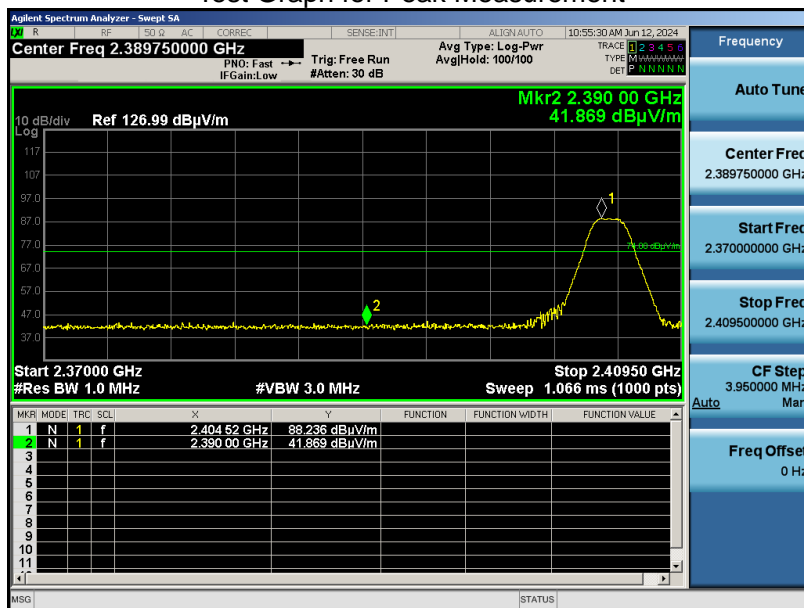 Test Graph for Peak Measurement
Agilent Spectrum Analyzer - Swept SA
LXI R RF 50 Ω AC CORREC SENSE:INT ALIGN AUTO 10:55:30 AM Jun 12, 2024
Center Freq 2.389750000 GHz
PNO: Fast
IFGain:Low
Trig: Free Run
#Atten: 30 dB
Avg Type: Log-Pwr
Avg|Hold: 100/100
TRACE 1 2 3 4 5 6
TYPE M WWWWW
DET P N N N N N
Mkr2 2.390 00 GHz
41.869 dBµV/m
10 dB/div Ref 126.99 dBµV/m
Log
117
107
97.0
87.0
77.0
67.0
57.0
47.0
37.0
1
74.00 dBµV/m
2
Start 2.37000 GHz Stop 2.40950 GHz
#Res BW 1.0 MHz #VBW 3.0 MHz Sweep 1.066 ms (1000 pts)
MKR MODE TRC SCL X Y FUNCTION FUNCTION WIDTH FUNCTION VALUE
1 N 1 f 2.404 52 GHz 88.236 dBµV/m
2 N 1 f 2.390 00 GHz 41.869 dBµV/m
3
4
5
6
7
8
9
10
11
MSG STATUS
Frequency
Auto Tune
Center Freq
2.389750000 GHz
Start Freq
2.370000000 GHz
Stop Freq
2.409500000 GHz
CF Step
3.950000 MHz
Auto Man
Freq Offset
0 Hz